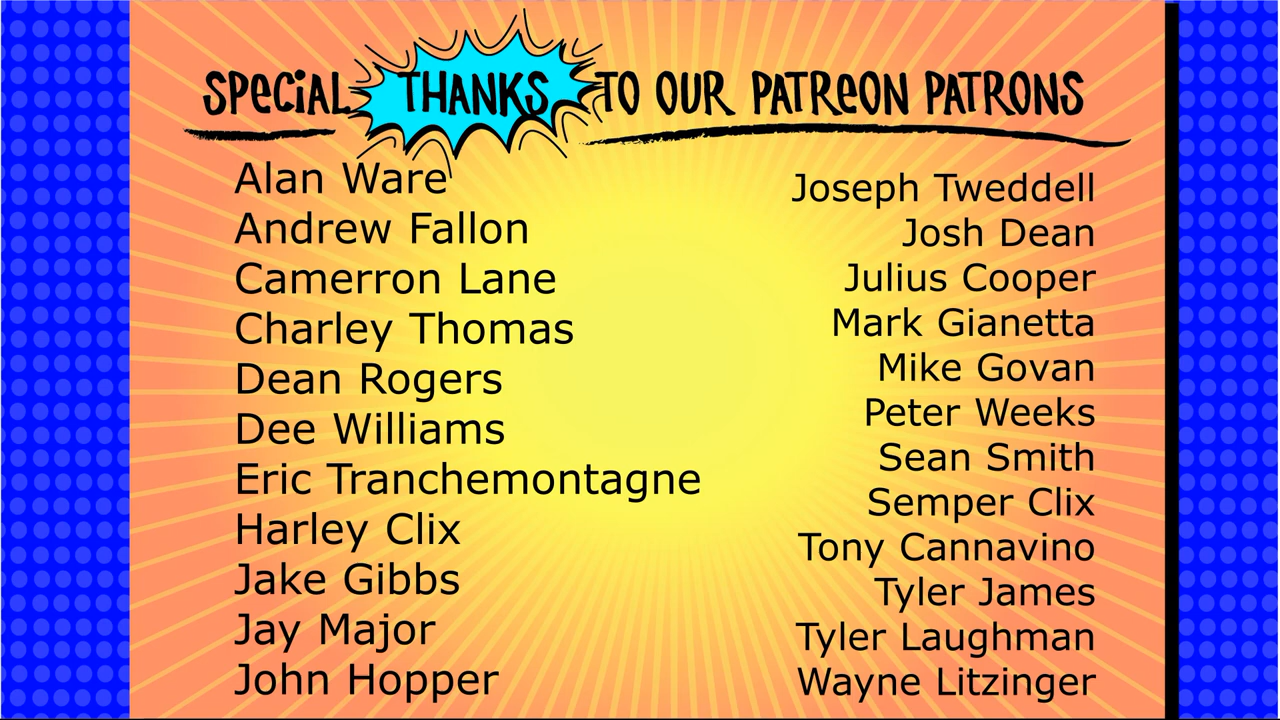 SPeCiAL THANKS TO OUR PATReON PATRONS
Alan Ware
Andrew Fallon
Camerron Lane
Charley Thomas
Dean Rogers
Dee Williams
Eric Tranchemontagne
Harley Clix
Jake Gibbs
Jay Major
John Hopper
Joseph Tweddell
Josh Dean
Julius Cooper
Mark Gianetta
Mike Govan
Peter Weeks
Sean Smith
Semper Clix
Tony Cannavino
Tyler James
Tyler Laughman
Wayne Litzinger